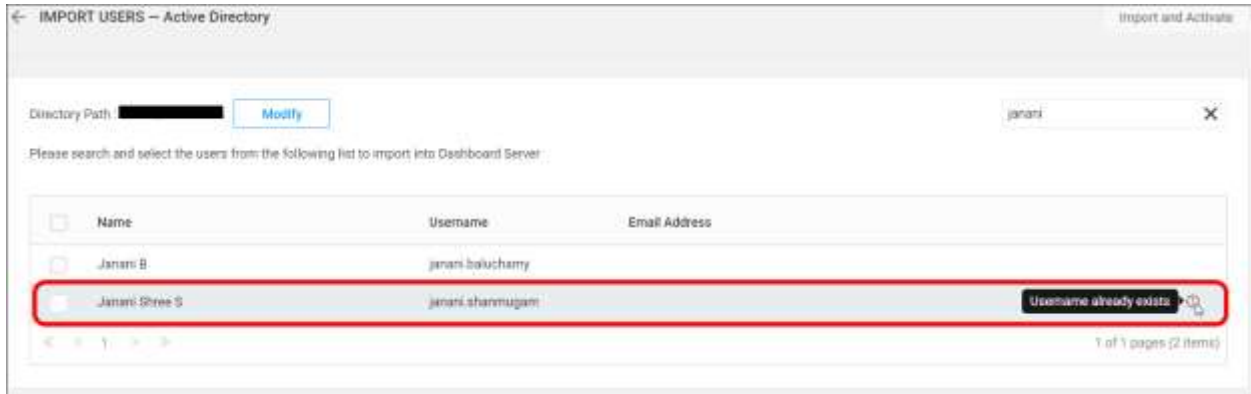 ← IMPORT USERS — Active Directory Import and Activate
Directory Path Modify janani ✕
Please search and select the users from the following list to import into Dashboard Server
Name Username Email Address
Janani B janani.baluchamy
Janani Shree S janani.shanmugam Username already exists
1 1 of 1 pages (2 items)